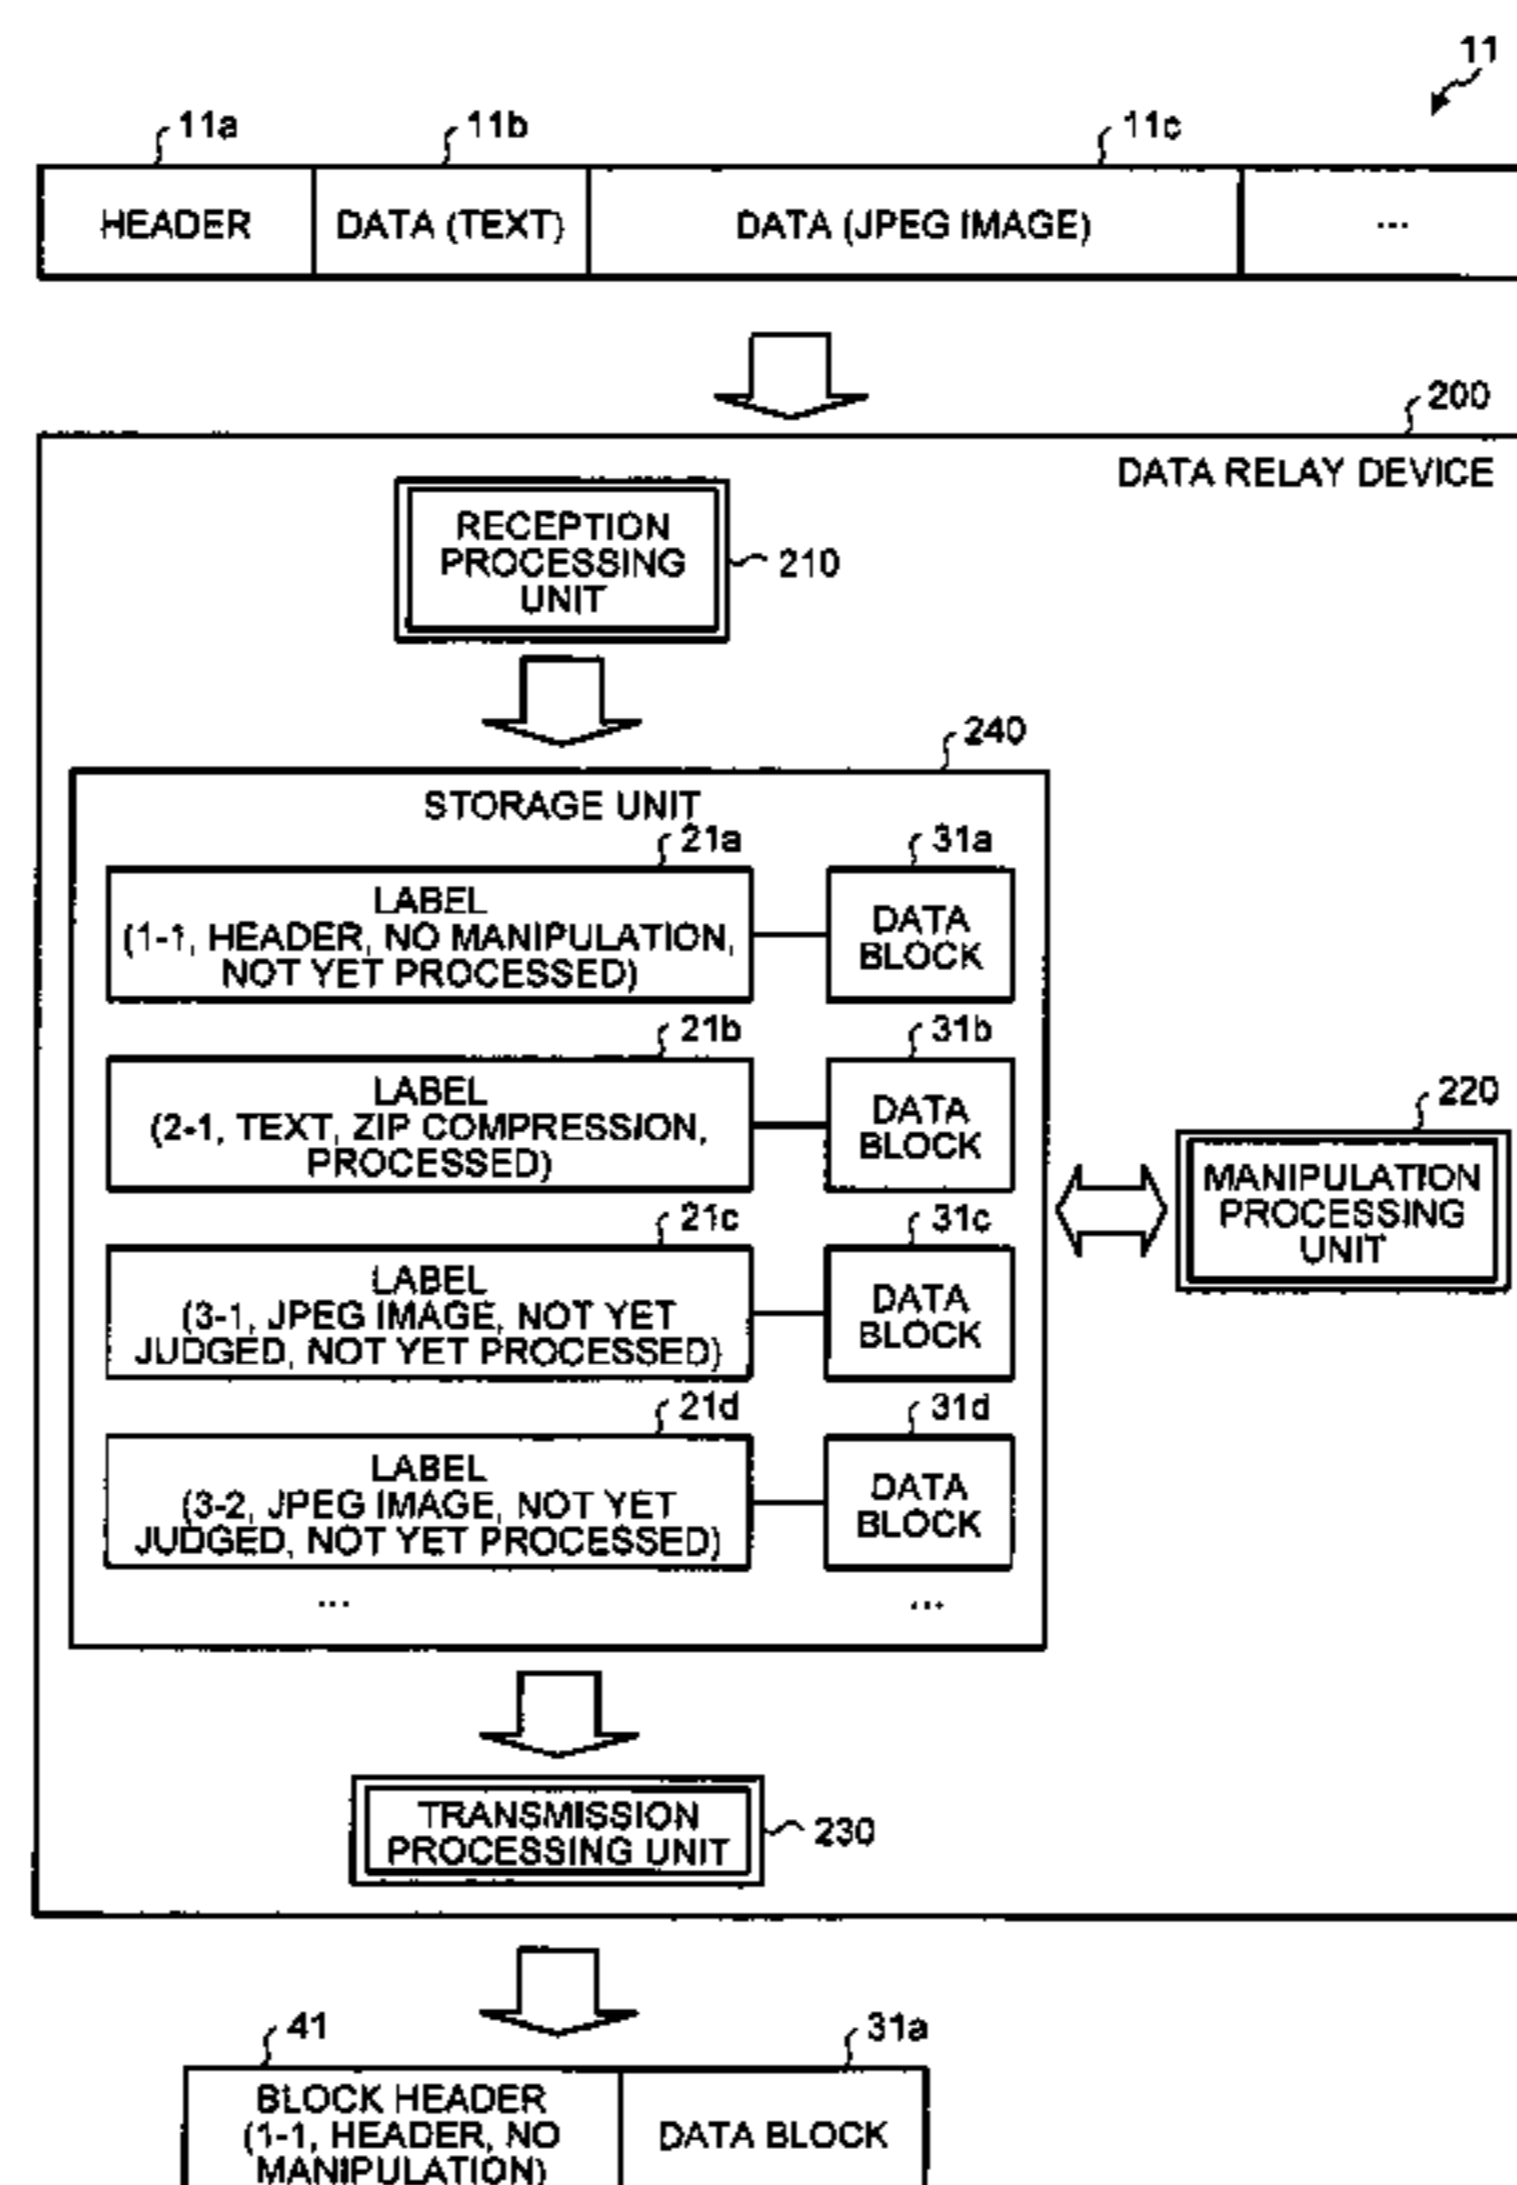 11
11a
11b
11c
HEADER
DATA (TEXT)
DATA (JPEG IMAGE)
...
200
DATA RELAY DEVICE
RECEPTION
PROCESSING
UNIT
210
240
STORAGE UNIT
21a
31a
LABEL
(1-1, HEADER, NO MANIPULATION,
NOT YET PROCESSED)
DATA
BLOCK
21b
31b
LABEL
(2-1, TEXT, ZIP COMPRESSION,
PROCESSED)
DATA
BLOCK
220
MANIPULATION
PROCESSING
UNIT
21c
31c
LABEL
(3-1, JPEG IMAGE, NOT YET
JUDGED, NOT YET PROCESSED)
DATA
BLOCK
21d
31d
LABEL
(3-2, JPEG IMAGE, NOT YET
JUDGED, NOT YET PROCESSED)
DATA
BLOCK
...
...
TRANSMISSION
PROCESSING UNIT
230
41
31a
BLOCK HEADER
(1-1, HEADER, NO
MANIPULATION)
DATA BLOCK